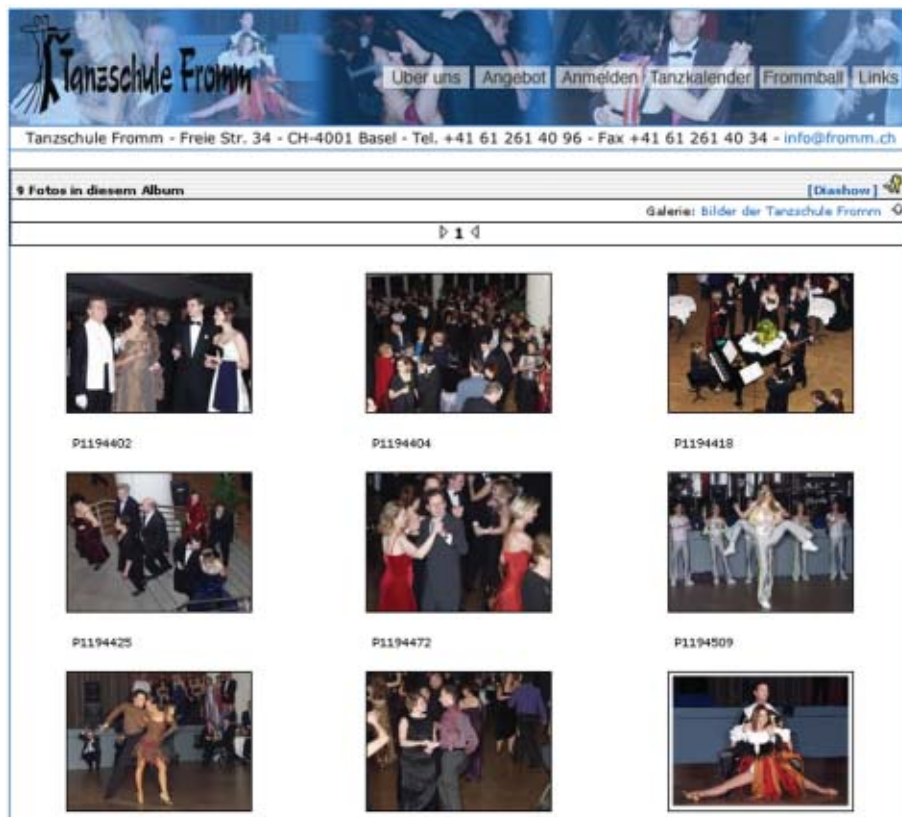 Tanzschule Fromm
Über uns Angebot Anmelden Tanzkalender Frommball Links
Tanzschule Fromm - Freie Str. 34 - CH-4001 Basel - Tel. +41 61 261 40 96 - Fax +41 61 261 40 34 - info@fromm.ch
9 Fotos in diesem Album [Diashow]
Galerie: Bilder der Tanzschule Fromm
1
P1194402 P1194404 P1194418
P1194425 P1194472 P1194509